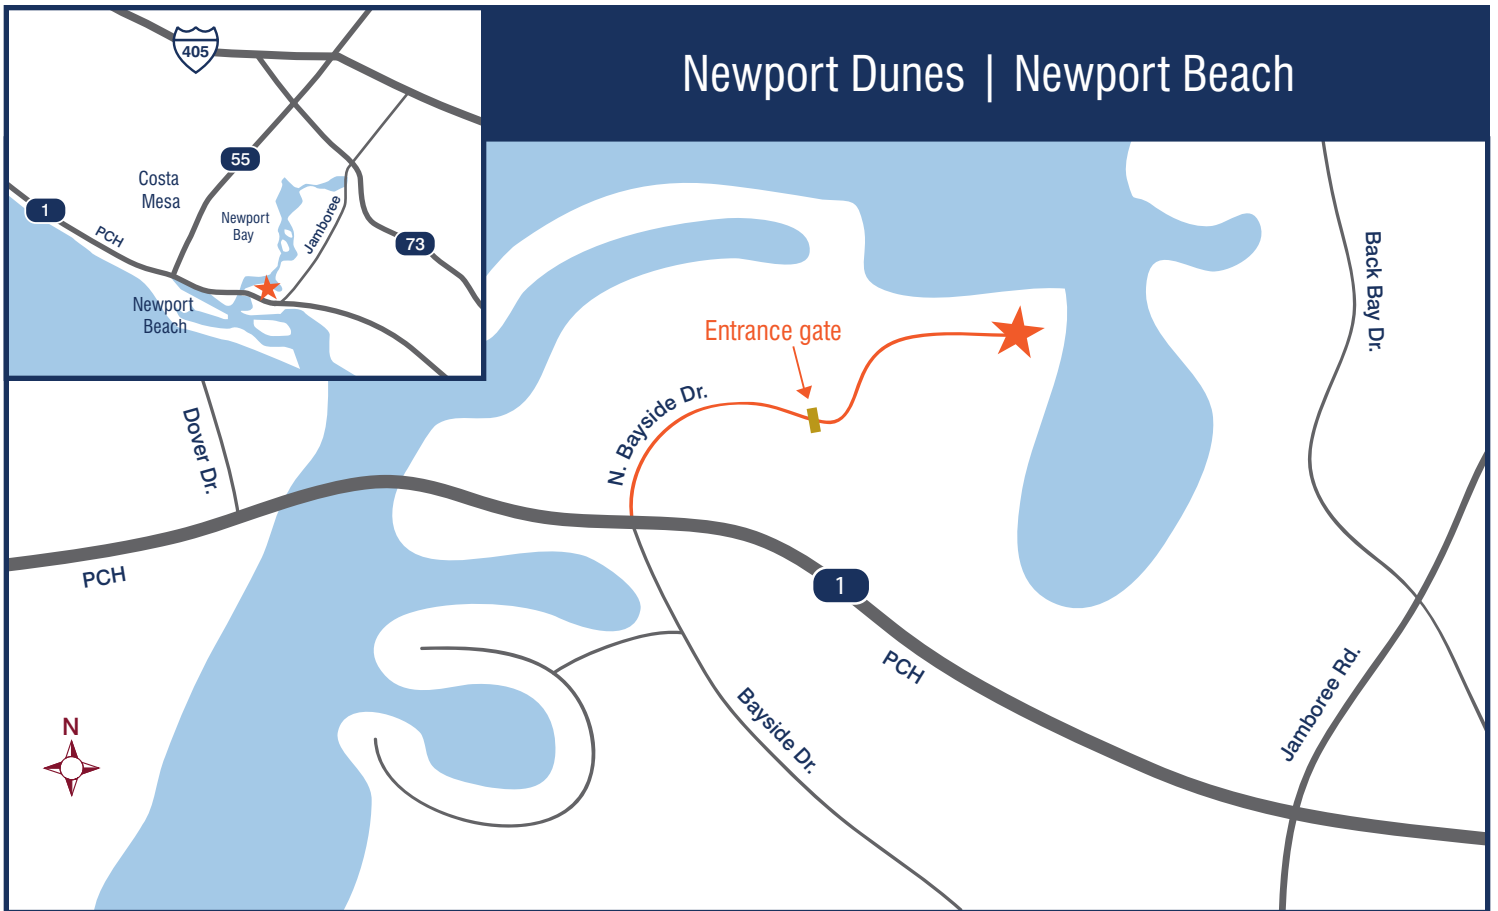 Newport Dunes | Newport Beach
405
55
Costa
Mesa
1
PCH
Newport
Bay
Jamboree
73
Newport
Beach
Entrance gate
Back Bay Dr.
N. Bayside Dr.
Dover Dr.
PCH
1
PCH
Jamboree Rd.
Bayside Dr.
N